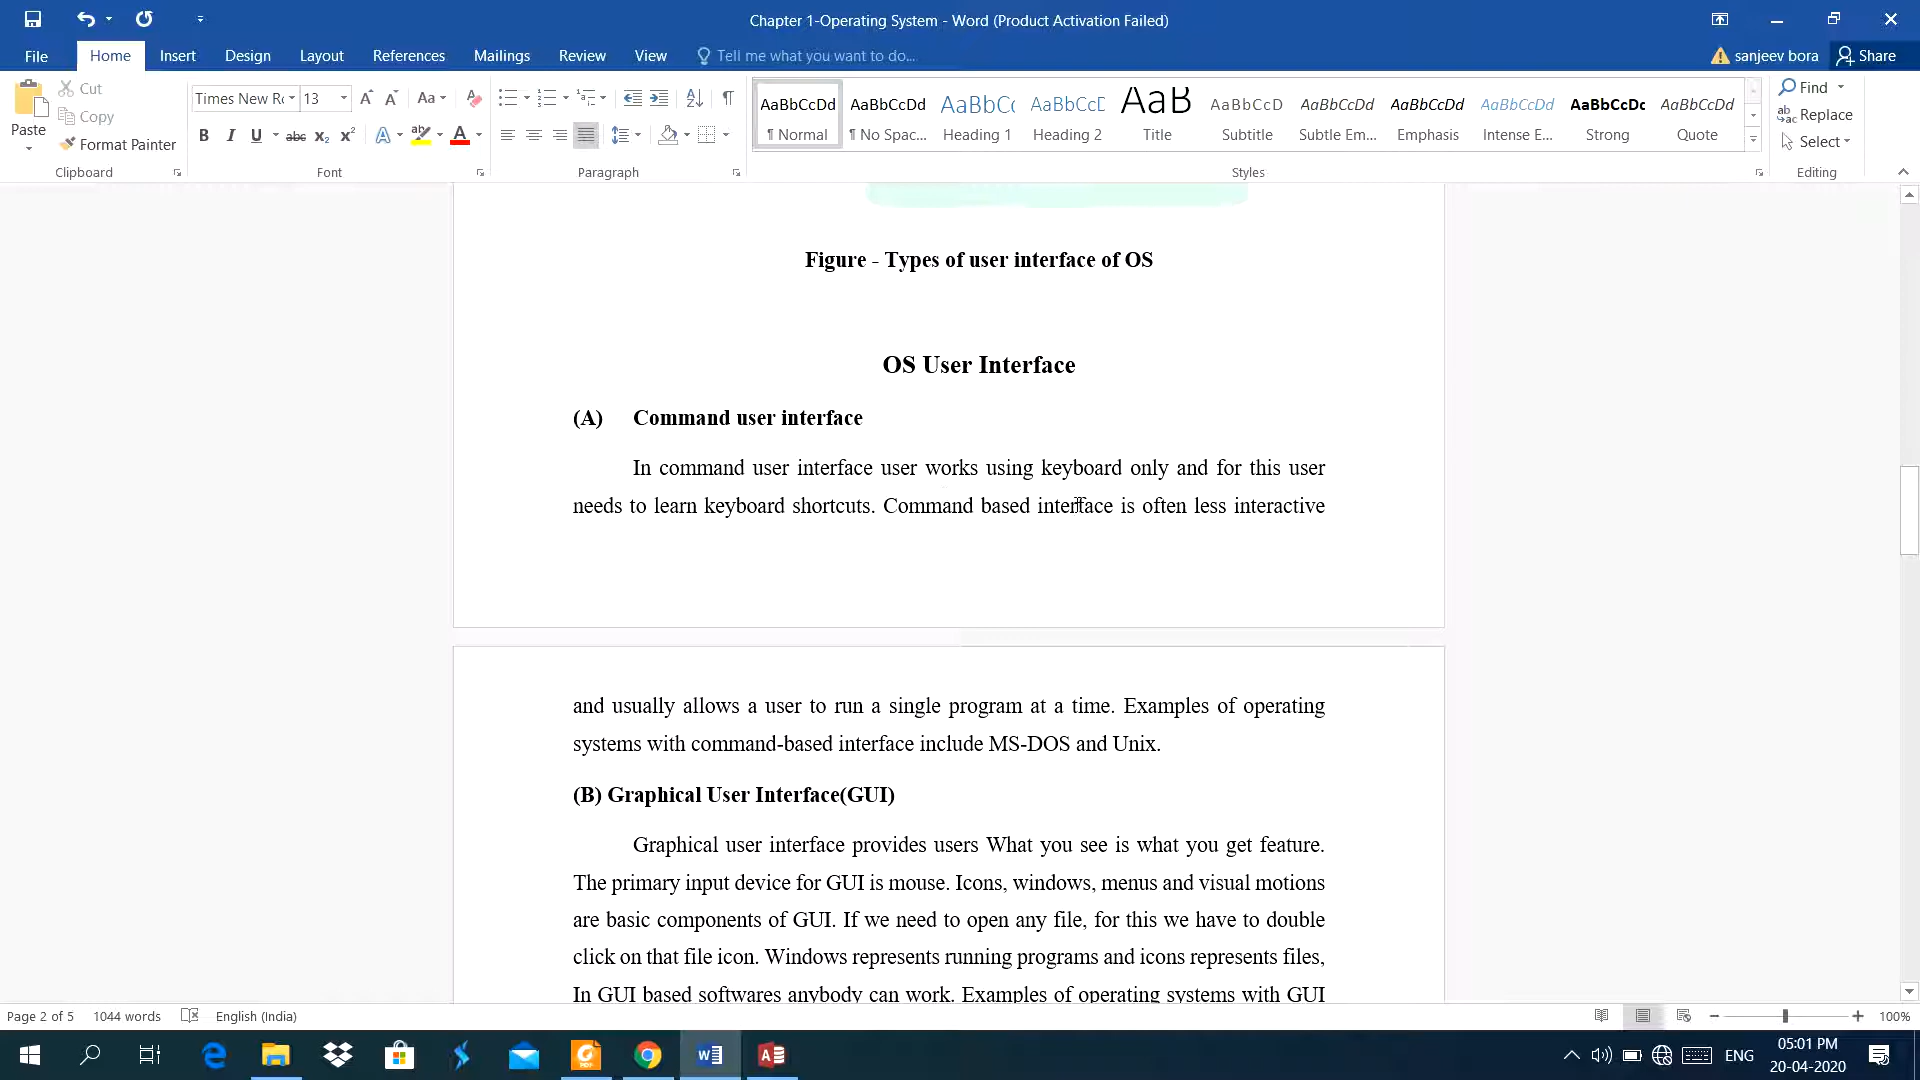 Chapter 1-Operating System - Word (Product Activation Failed)
File Home Insert Design Layout References Mailings Review View Tell me what you want to do... sanjeev bora Share
Paste
Cut
Copy
Format Painter
Clipboard
Times New Ro 13
Aa
B I U abc X₂ X² A ab A
Font
Paragraph
AaBbCcDd AaBbCcDd AaBbC AaBbCcD AaB AaBbCcD AaBbCcDd AaBbCcDd AaBbCcDd AaBbCcDc AaBbCcDd
¶ Normal ¶ No Spac... Heading 1 Heading 2 Title Subtitle Subtle Em... Emphasis Intense E... Strong Quote
Styles
Find
Replace
Select
Editing
Figure - Types of user interface of OS
OS User Interface
(A) Command user interface
In command user interface user works using keyboard only and for this user
needs to learn keyboard shortcuts. Command based interface is often less interactive
and usually allows a user to run a single program at a time. Examples of operating
systems with command-based interface include MS-DOS and Unix.
(B) Graphical User Interface(GUI)
Graphical user interface provides users What you see is what you get feature.
The primary input device for GUI is mouse. Icons, windows, menus and visual motions
are basic components of GUI. If we need to open any file, for this we have to double
click on that file icon. Windows represents running programs and icons represents files,
In GUI based softwares anybody can work. Examples of operating systems with GUI
Page 2 of 5 1044 words English (India) 100%
ENG
05:01 PM
20-04-2020